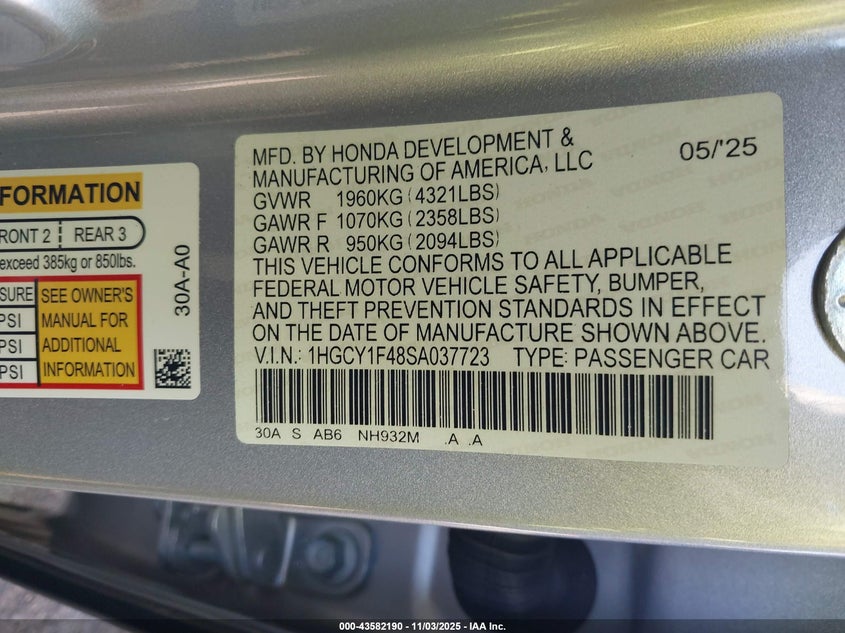 FORMATION
FRONT 2 REAR 3
exceed 385kg or 850lbs.
SURE SEE OWNER'S
PSI MANUAL FOR
PSI ADDITIONAL
PSI INFORMATION
30A-A0
MFD. BY HONDA DEVELOPMENT &
MANUFACTURING OF AMERICA, LLC 05/'25
GVWR 1960KG (4321LBS)
GAWR F 1070KG (2358LBS)
GAWR R 950KG (2094LBS)
THIS VEHICLE CONFORMS TO ALL APPLICABLE
FEDERAL MOTOR VEHICLE SAFETY, BUMPER,
AND THEFT PREVENTION STANDARDS IN EFFECT
ON THE DATE OF MANUFACTURE SHOWN ABOVE.
V.I.N.: 1HGCY1F48SA037723 TYPE: PASSENGER CAR
30A S AB6 NH932M .A .A
000-43582190 - 11/03/2025 - IAA Inc.